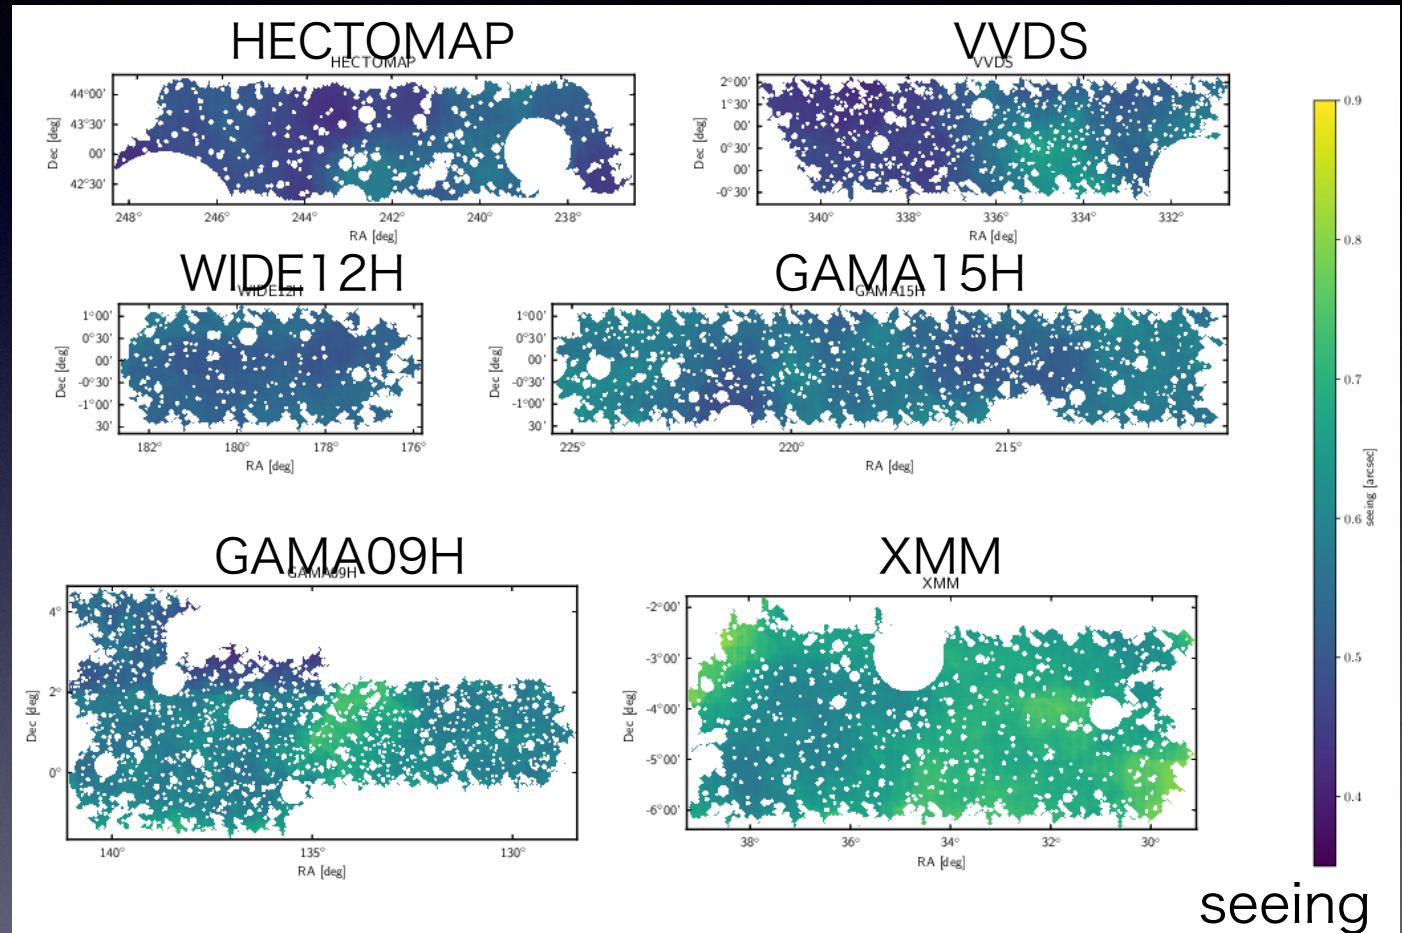 HECTOMAP
HECTOMAP
44°00'
43°30'
00'
42°30'
Dec [deg]
248° 246° 244° 242° 240° 238°
RA [deg]
VVDS
VVDS
2°00'
1°30'
00'
0°30'
00'
-0°30'
Dec [deg]
340° 338° 336° 334° 332°
RA [deg]
WIDE12H
WIDE12H
1°00'
0°30'
00'
-0°30'
-1°00'
30'
Dec [deg]
182° 180° 178° 176°
RA [deg]
GAMA15H
GAMA15H
1°00'
0°30'
00'
-0°30'
-1°00'
30'
Dec [deg]
225° 220° 215°
RA [deg]
GAMA09H
GAMA09H
4°
2°
0°
Dec [deg]
140° 135° 130°
RA [deg]
XMM
XMM
-2°00'
-3°00'
-4°00'
-5°00'
-6°00'
Dec [deg]
38° 36° 34° 32° 30°
RA [deg]
0.9
0.8
0.7
0.6
0.5
0.4
seeing [arcsec]
seeing